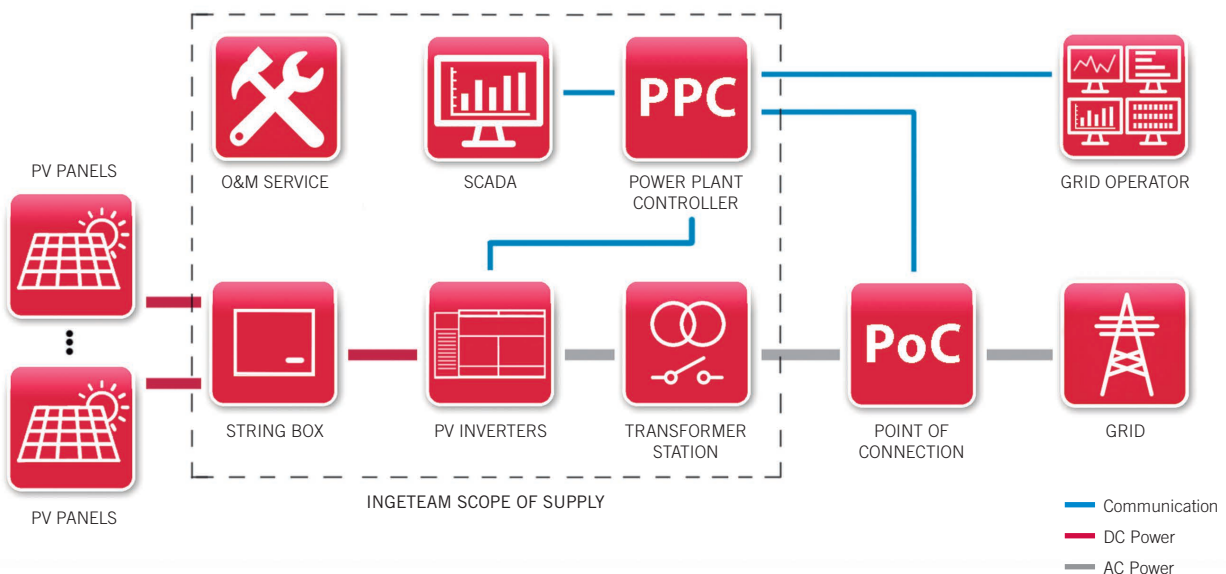 PPC
O&M SERVICE
SCADA
POWER PLANT
CONTROLLER
GRID OPERATOR
PV PANELS
PoC
STRING BOX
PV INVERTERS
TRANSFORMER
STATION
POINT OF
CONNECTION
GRID
PV PANELS
INGETEAM SCOPE OF SUPPLY
Communication
DC Power
AC Power